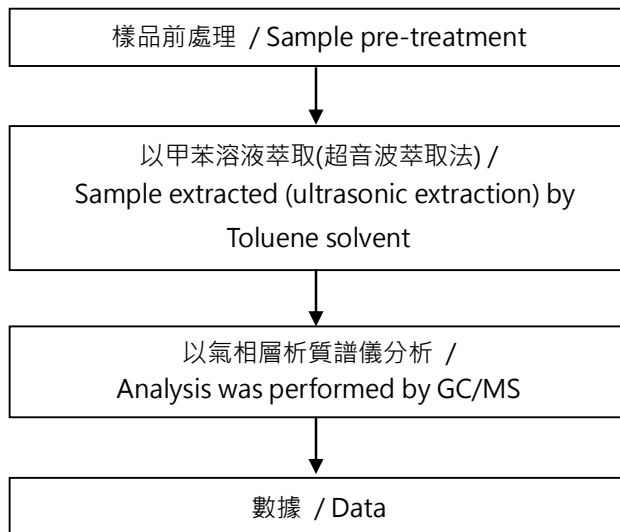 樣品前處理 / Sample pre-treatment
以甲苯溶液萃取(超音波萃取法) /
Sample extracted (ultrasonic extraction) by
Toluene solvent
以氣相層析質譜儀分析 /
Analysis was performed by GC/MS
數據 / Data